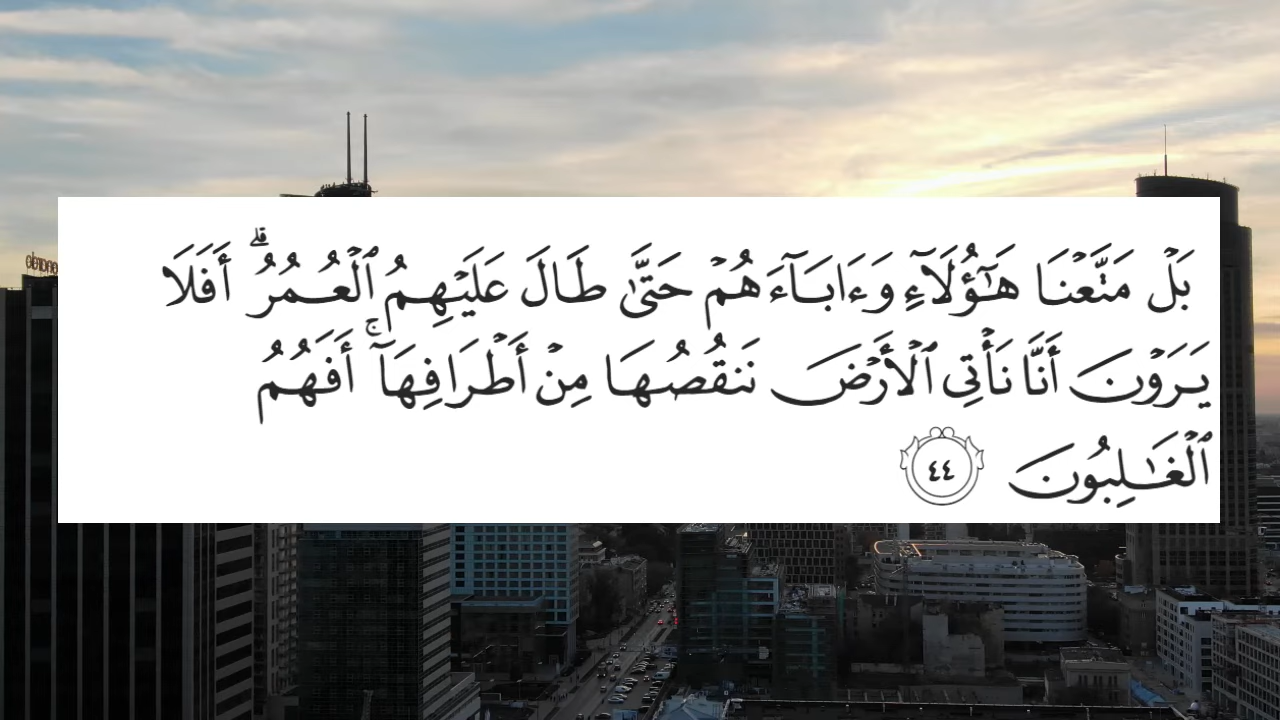 بَلۡ مَتَّعۡنَا هَـٰٓؤُلَآءِ وَءَابَآءَهُمۡ حَتَّىٰ طَالَ عَلَيۡهِمُ ٱلۡعُمُرُۗ أَفَلَا
يَرَوۡنَ أَنَّا نَأۡتِي ٱلۡأَرۡضَ نَنقُصُهَا مِنۡ أَطۡرَافِهَآۚ أَفَهُمُ
ٱلۡغَـٰلِبُونَ ٤٤